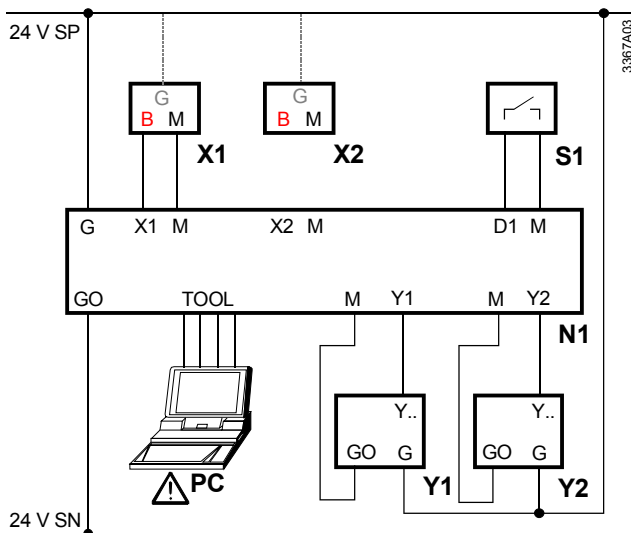 24 V SP
3367A03
G
B M
X1
G
B M
X2
S1
G X1 M X2 M D1 M
GO TOOL M Y1 M Y2
N1
Y..
GO G
Y1
Y..
GO G
Y2
PC
24 V SN